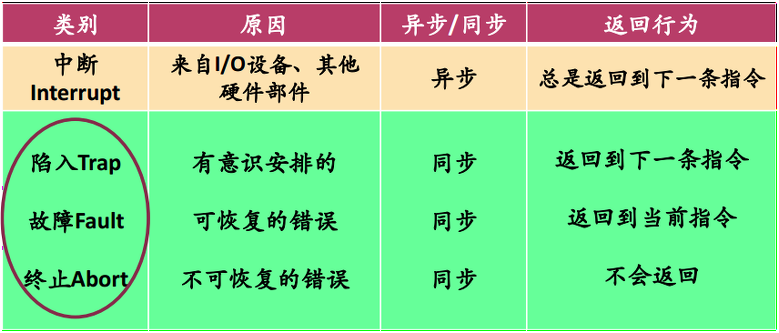 类别 原因 异步/同步 返回行为
中断 来自I/O设备、其他 异步 总是返回到下一条指令
Interrupt 硬件部件
陷入Trap 有意识安排的 同步 返回到下一条指令
故障Fault 可恢复的错误 同步 返回到当前指令
终止Abort 不可恢复的错误 同步 不会返回